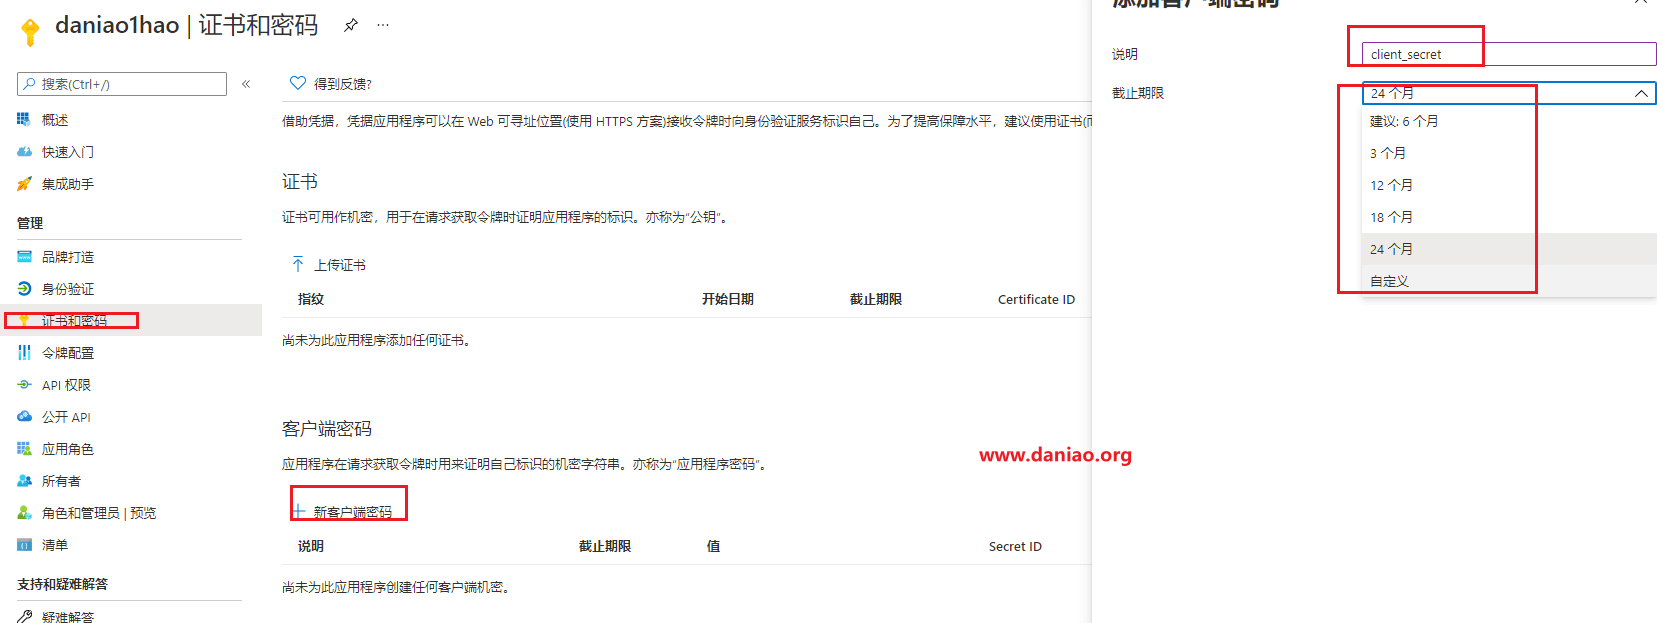 daniao1hao | 证书和密码
搜索(Ctrl+/)
概述
快速入门
集成助手
管理
品牌打造
身份验证
证书和密码
令牌配置
API 权限
公开 API
应用角色
所有者
角色和管理员 | 预览
清单
支持和疑难解答
疑难解答
得到反馈?
借助凭据，凭据应用程序可以在 Web 可寻址位置(使用 HTTPS 方案)接收令牌时向身份验证服务标识自己。为了提高保障水平，建议使用证书(而
证书
证书可用作机密，用于在请求获取令牌时证明应用程序的标识。亦称为“公钥”。
上传证书
指纹 开始日期 截止期限 Certificate ID
尚未为此应用程序添加任何证书。
客户端密码
应用程序在请求获取令牌时用来证明自己标识的机密字符串。亦称为“应用程序密码”。
新客户端密码
说明 截止期限 值 Secret ID
尚未为此应用程序创建任何客户端机密。
www.daniao.org
添加客户端密码
说明 client_secret
截止期限 24 个月
建议: 6 个月
3 个月
12 个月
18 个月
24 个月
自定义